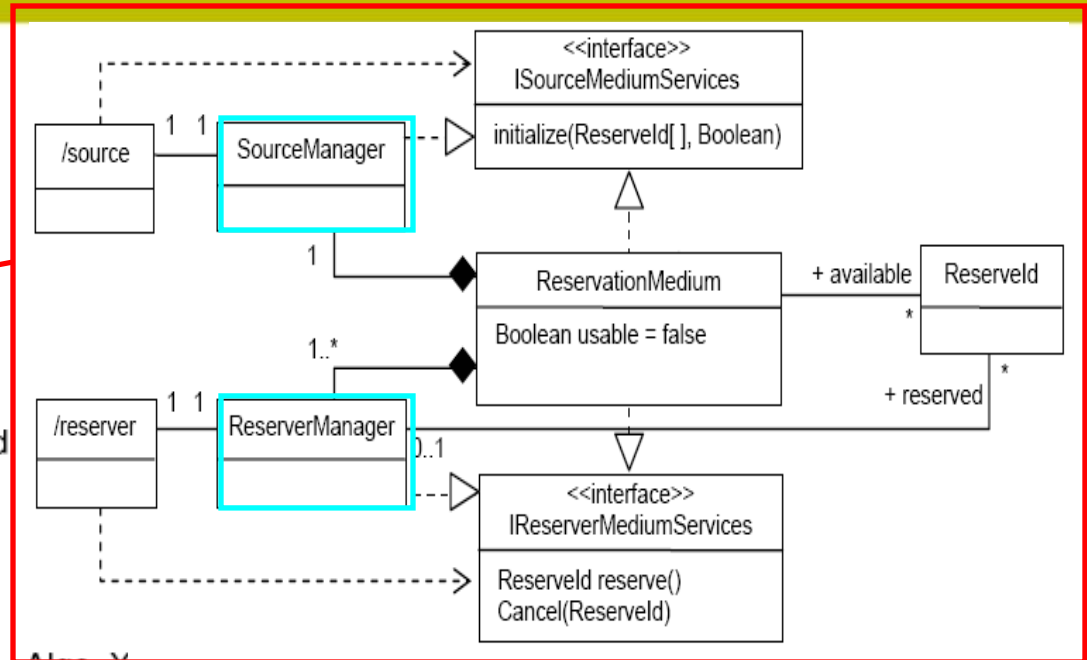 <<interface>>
ISourceMediumServices
initialize(ReserveId[ ], Boolean)
/source
1 1
SourceManager
1
ReservationMedium
Boolean usable = false
+ available
*
ReserveId
*
+ reserved
1..*
/reserver
1 1
ReserverManager
0..1
<<interface>>
IReserverMediumServices
ReserveId reserve()
Cancel(ReserveId)
d